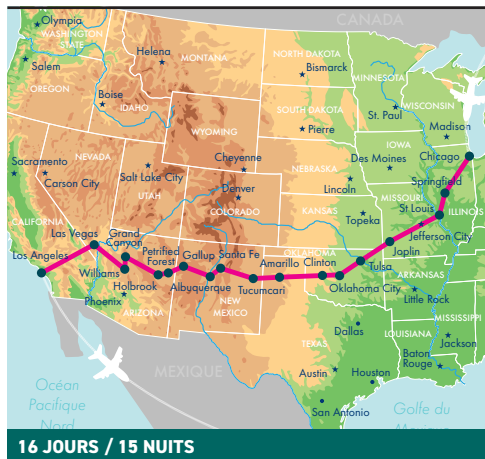 CANADA
Olympia
WASHINGTON
STATE
Salem
OREGON
Helena
MONTANA
NORTH DAKOTA
Bismarck
MINNESOTA
St. Paul
WISCONSIN
Madison
Boise
IDAHO
SOUTH DAKOTA
Pierre
WYOMING
IOWA
Des Moines
Chicago
NEVADA
Sacramento
Carson City
Salt Lake City
UTAH
Cheyenne
NEBRASKA
Lincoln
Springfield
ILLINOIS
Denver
COLORADO
KANSAS
Topeka
MISSOURI
St Louis
Jefferson City
CALIFORNIA
Las Vegas
Los Angeles
Grand
Canyon
Williams
Petrified
Forest
Holbrook
Phoenix
ARIZONA
Gallup
Santa Fe
Albuquerque
NEW
MEXICO
Amarillo
Tucumcari
Clinton
OKLAHOMA
Oklahoma City
Tulsa
Joplin
ARKANSAS
Little Rock
MISSISSIPPI
Jackson
LOUISIANA
Baton
Rouge
Dallas
TEXAS
Austin
Houston
San Antonio
MEXIQUE
Océan
Pacifique
Nord
Golfe du
Mexique
16 JOURS / 15 NUITS